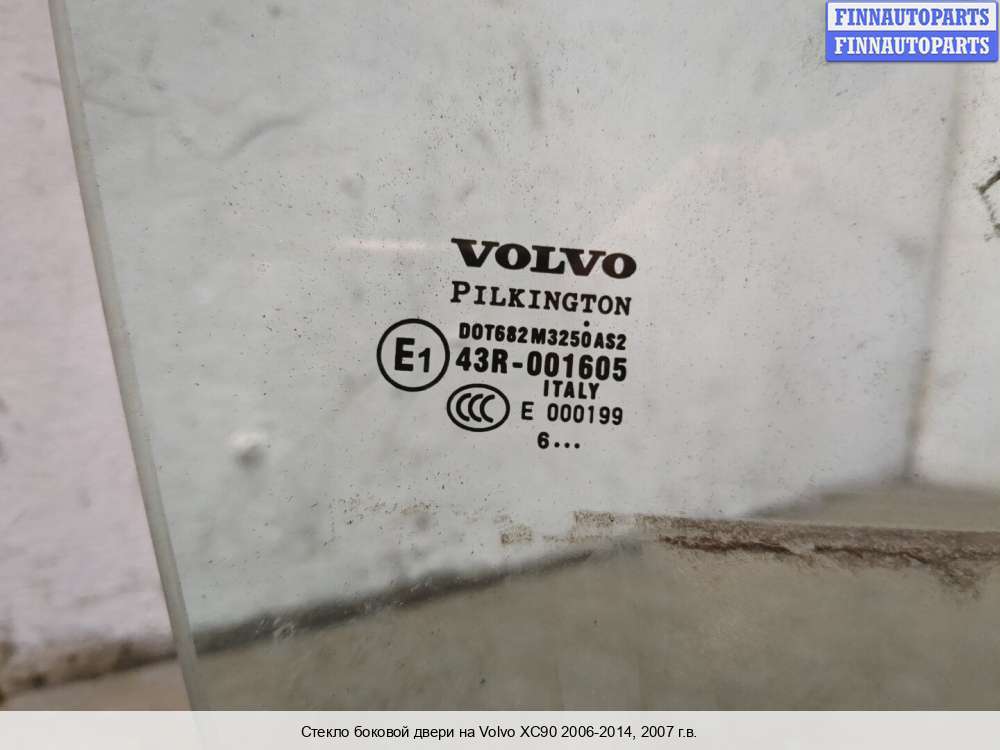 FINNAUTOPARTS
FINNAUTOPARTS
VOLVO
PILKINGTON
DOT682 M3250 AS2
E1 43R-001605
ITALY
CCC E 000199
6...
Стекло боковой двери на Volvo XC90 2006-2014, 2007 г.в.